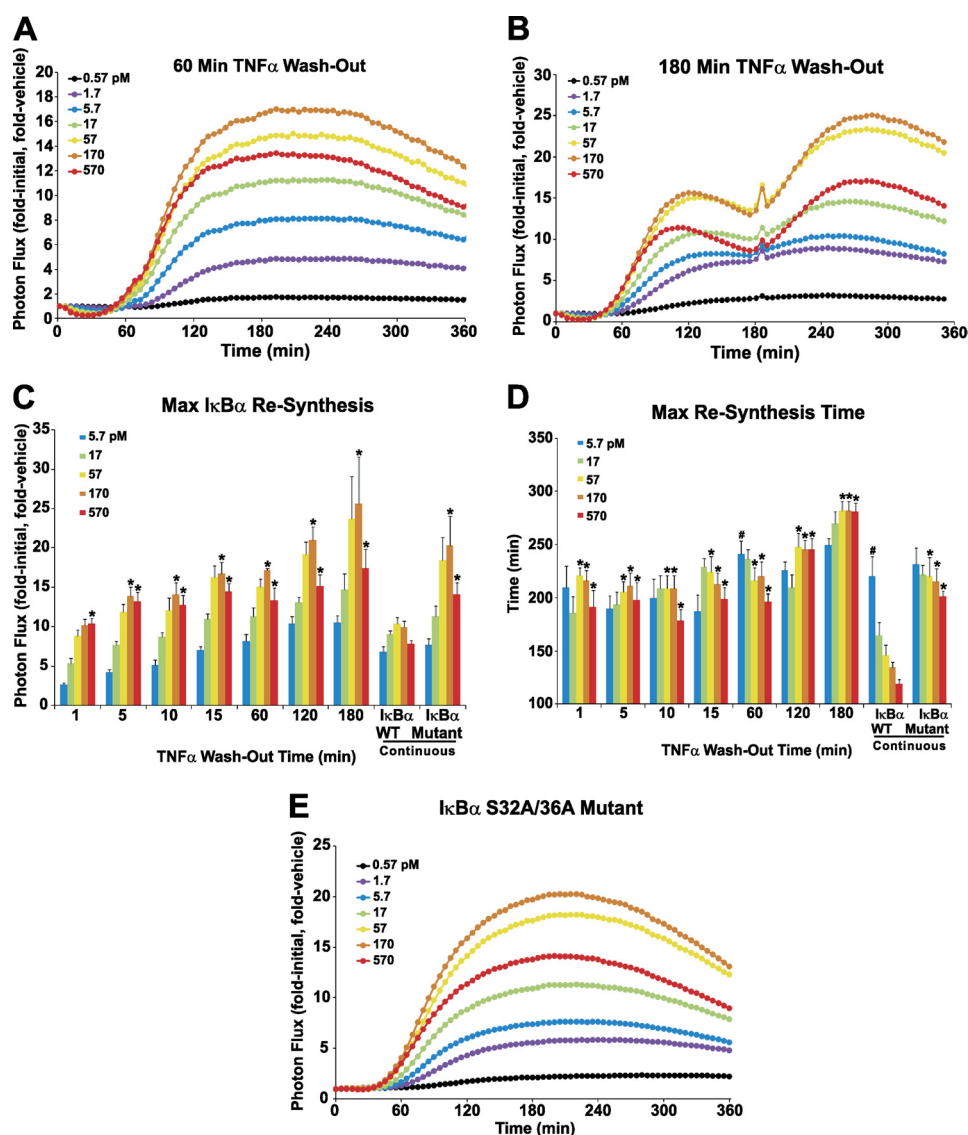 A
60 Min TNFα Wash-Out
Photon Flux (fold-initial, fold-vehicle)
20
18
16
14
12
10
8
6
4
2
0
0.57 pM
1.7
5.7
17
57
170
570
0 60 120 180 240 300 360
Time (min)
B
180 Min TNFα Wash-Out
Photon Flux (fold-initial, fold-vehicle)
30
25
20
15
10
5
0
0.57 pM
1.7
5.7
17
57
170
570
0 60 120 180 240 300 360
Time (min)
C
Max IκBα Re-Synthesis
Photon Flux (fold-initial, fold-vehicle)
35
30
25
20
15
10
5
0
5.7 pM
17
57
170
570
* * * * * * * * * * * * * * *
1 5 10 15 60 120 180 IκBα WT IκBα Mutant
Continuous
TNFα Wash-Out Time (min)
D
Max Re-Synthesis Time
Time (min)
350
300
250
200
150
100
5.7 pM
17
57
170
570
*** *** *** *** # *** *** *** # ***
1 5 10 15 60 120 180 IκBα WT IκBα Mutant
Continuous
TNFα Wash-Out Time (min)
E
IκBα S32A/36A Mutant
Photon Flux (fold-initial, fold-vehicle)
25
20
15
10
5
0
0.57 pM
1.7
5.7
17
57
170
570
0 60 120 180 240 300 360
Time (min)